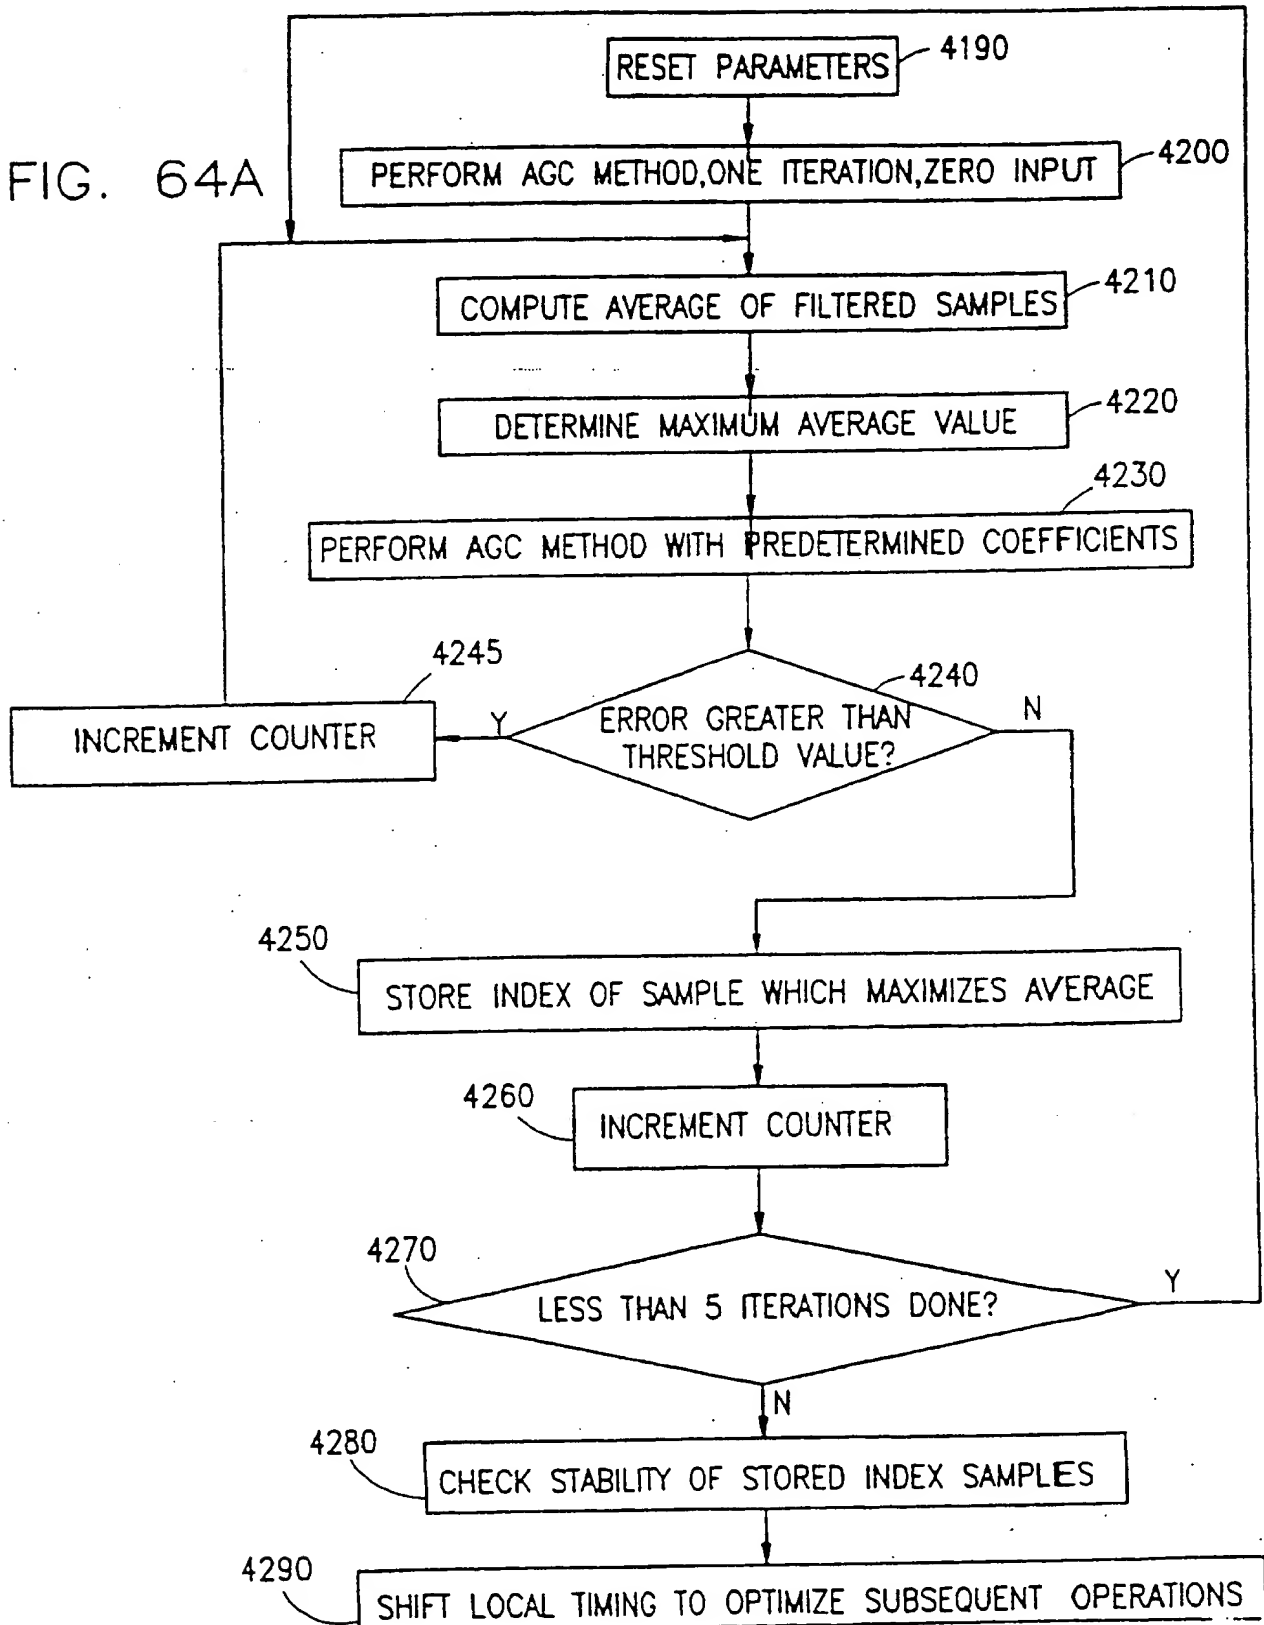 RESET PARAMETERS
4190
FIG. 64A
PERFORM AGC METHOD,ONE ITERATION,ZERO INPUT
4200
COMPUTE AVERAGE OF FILTERED SAMPLES
4210
DETERMINE MAXIMUM AVERAGE VALUE
4220
4230
PERFORM AGC METHOD WITH PREDETERMINED COEFFICIENTS
4245
4240
INCREMENT COUNTER
Y
ERROR GREATER THAN
THRESHOLD VALUE?
N
4250
STORE INDEX OF SAMPLE WHICH MAXIMIZES AVERAGE
4260
INCREMENT COUNTER
4270
LESS THAN 5 ITERATIONS DONE?
Y
N
4280
CHECK STABILITY OF STORED INDEX SAMPLES
4290
SHIFT LOCAL TIMING TO OPTIMIZE SUBSEQUENT OPERATIONS